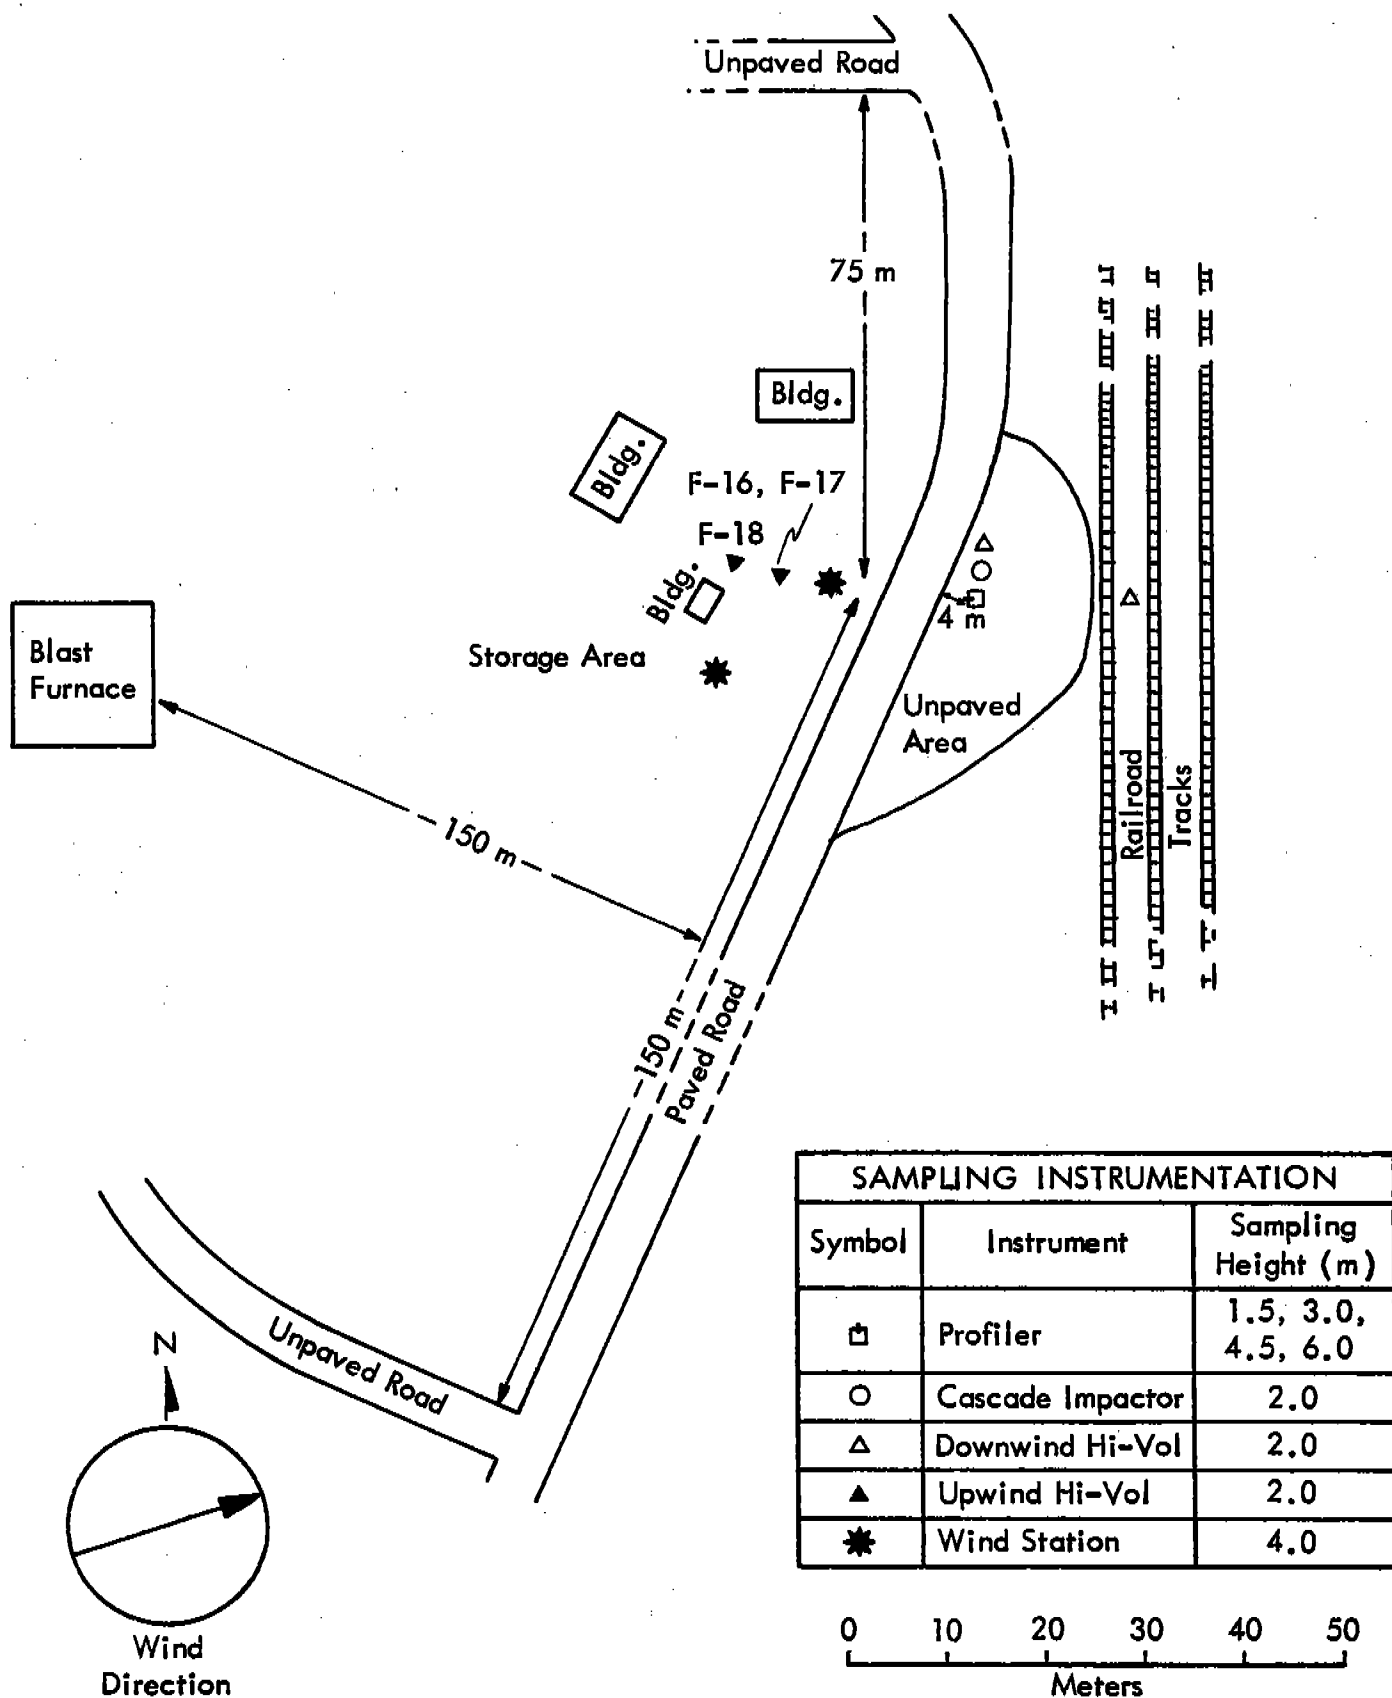 Unpaved Road
75 m
Bldg.
Bldg.
F-16, F-17
F-18
Bldg.
4 m
Blast
Furnace
Storage Area
Unpaved
Area
Railroad
Tracks
150 m
150 m
Paved Road
Unpaved Road
N
Wind
Direction
SAMPLING INSTRUMENTATION
Symbol Instrument Sampling
Height (m)
Profiler 1.5, 3.0,
4.5, 6.0
Cascade Impactor 2.0
Downwind Hi-Vol 2.0
Upwind Hi-Vol 2.0
Wind Station 4.0
0 10 20 30 40 50
Meters